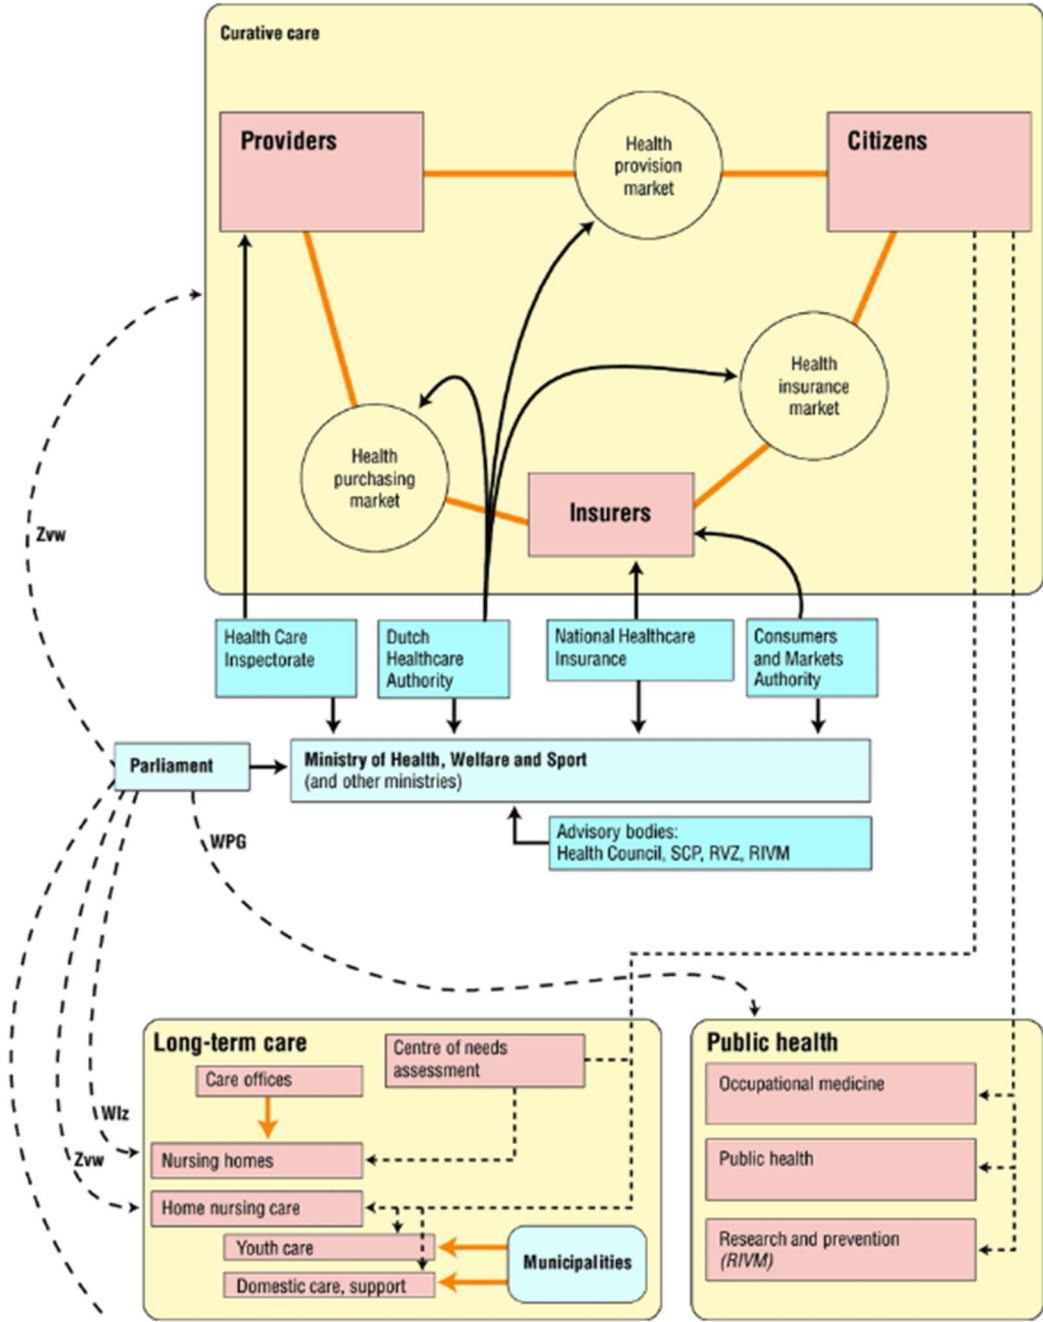 Curative care
Providers
Health
provision
market
Citizens
Health
insurance
market
Health
purchasing
market
Insurers
Zvw
Health Care
Inspectorate
Dutch
Healthcare
Authority
National Healthcare
Insurance
Consumers
and Markets
Authority
Parliament
Ministry of Health, Welfare and Sport
(and other ministries)
WPG
Advisory bodies:
Health Council, SCP, RVZ, RIVM
Long-term care
Centre of needs
assessment
Care offices
Wlz
Nursing homes
Zvw
Home nursing care
Youth care
Domestic care, support
Municipalities
Public health
Occupational medicine
Public health
Research and prevention
(RIVM)